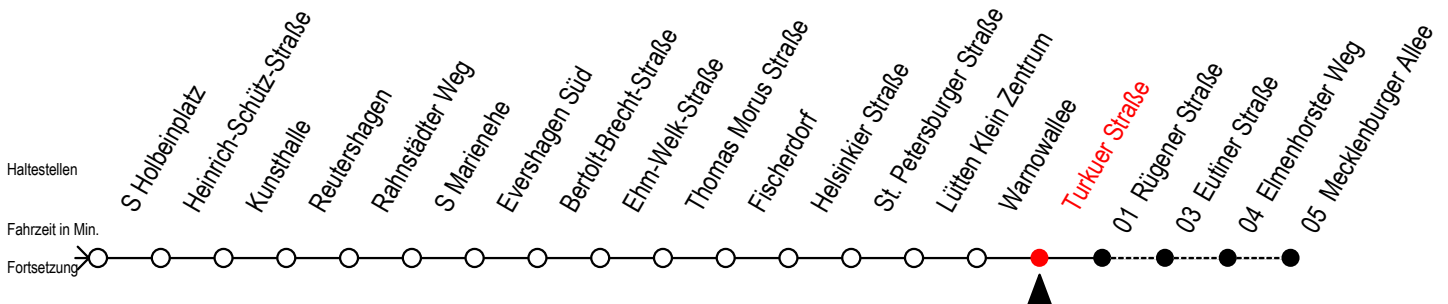 Haltestellen
Fahrzeit in Min.
Fortsetzung
S Holbeinplatz
Heinrich-Schütz-Straße
Kunsthalle
Reutershagen
Rahnstädter Weg
S Marienehe
Evershagen Süd
Bertolt-Brecht-Straße
Ehm-Welk-Straße
Thomas Morus Straße
Fischerdorf
Helsinkier Straße
St. Petersburger Straße
Lütten Klein Zentrum
Warnowallee
Turkuer Straße
01 Rügener Straße
03 Eutiner Straße
04 Elmenhorster Weg
05 Mecklenburger Allee